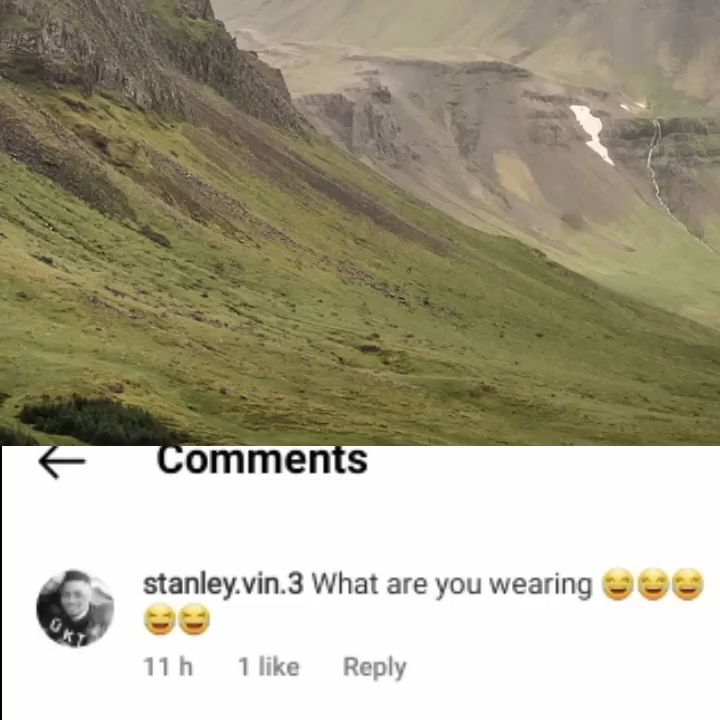 Comments
stanley.vin.3 What are you wearing 😆😆😆
😆😆
11 h 1 like Reply